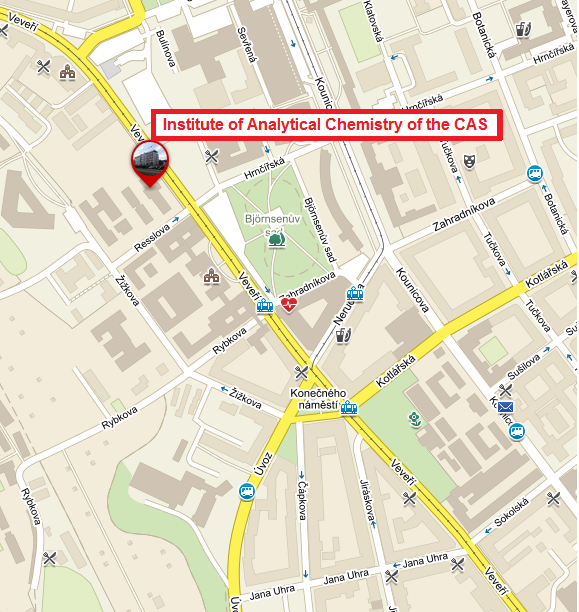 Veveří
Bulínova
Sevřená
Klatovská
Botanická
Mayerova
Kounicova
Hrnčířská
Institute of Analytical Chemistry of the CAS
Hrnčířská
Tučkova
Zahradníkova
Botanická
Björnsenův
sad
Björnsenův sad
Resslova
Žižkova
Tučkova
Kounicova
Kotlářská
Veveří
Zahradníkova
Nerudova
Tučkova
Rybkova
Sušilova
Kotlářská
Konečného
náměstí
Žižkova
Rybkova
Úvoz
Veveří
Rybkova
Čápkova
Jiráskova
Sokolská
Jana Uhra
Jana Uhra
Veveří